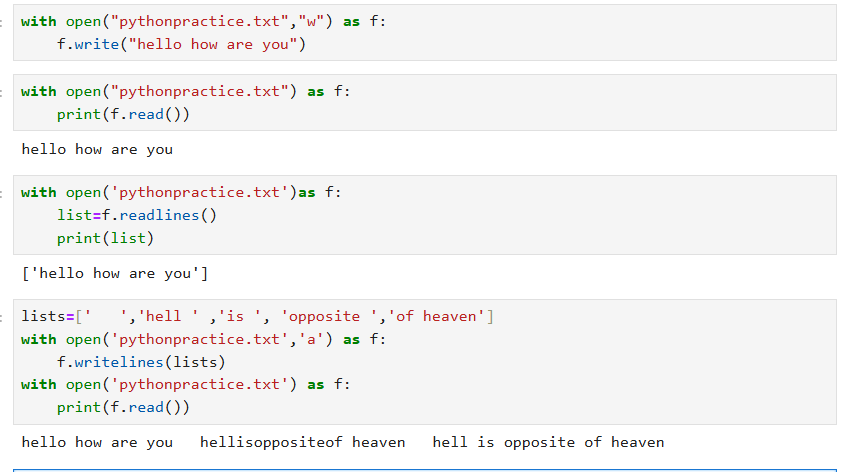 with open("pythonpractice.txt","w") as f:
    f.write("hello how are you")
with open("pythonpractice.txt") as f:
    print(f.read())
hello how are you
with open('pythonpractice.txt')as f:
    list=f.readlines()
    print(list)
['hello how are you']
lists=['   ','hell ' ,'is ', 'opposite ','of heaven']
with open('pythonpractice.txt','a') as f:
    f.writelines(lists)
with open('pythonpractice.txt') as f:
    print(f.read())
hello how are you   hellisoppositeof heaven   hell is opposite of heaven